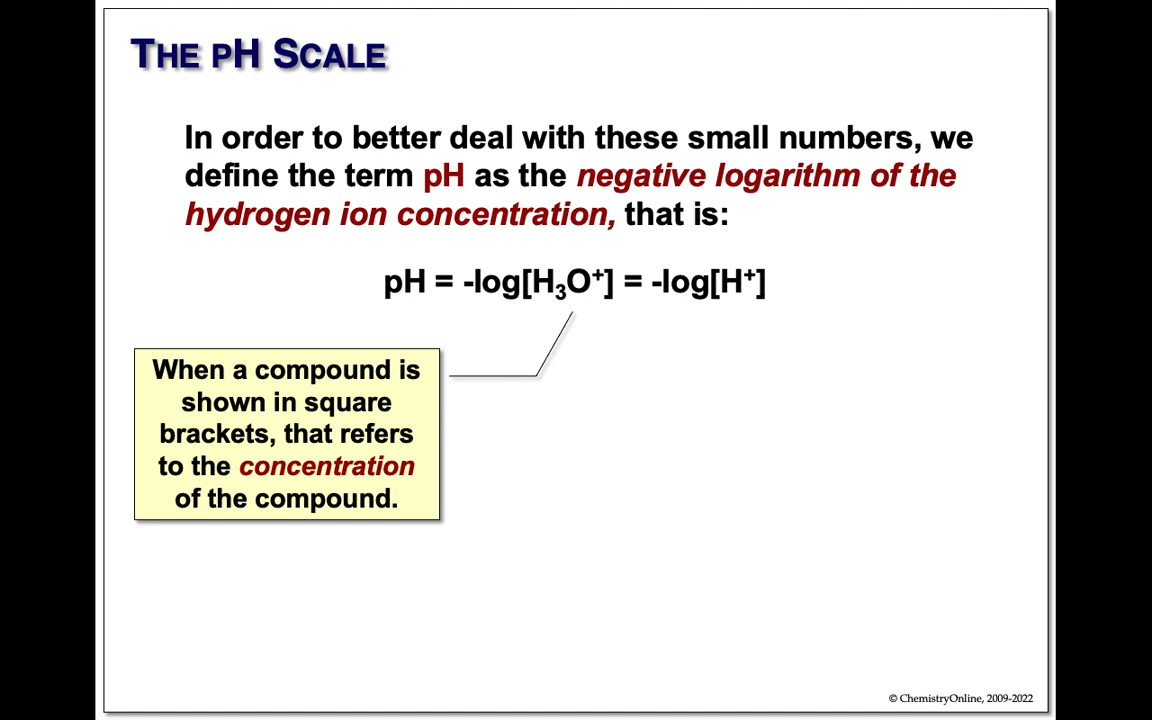 THE PH SCALE
In order to better deal with these small numbers, we
define the term pH as the negative logarithm of the
hydrogen ion concentration, that is:
pH = -log[H₃O⁺] = -log[H⁺]
When a compound is
shown in square
brackets, that refers
to the concentration
of the compound.
© ChemistryOnline, 2009-2022